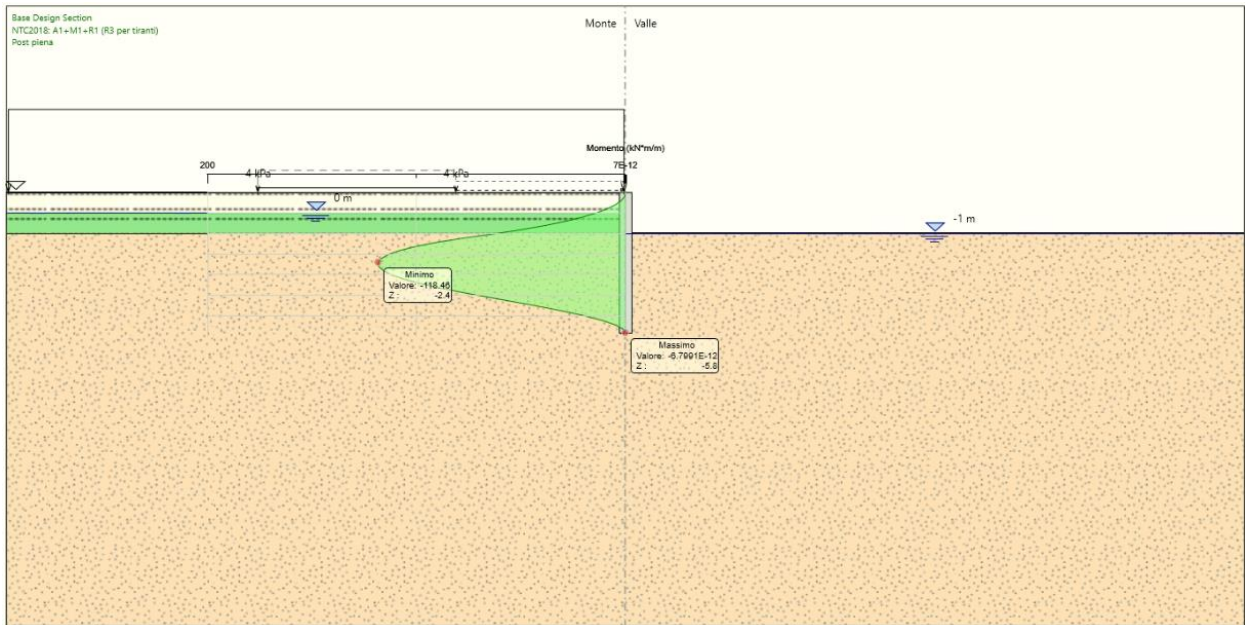 Base Design Section
NTC2018: A1+M1+R1 (R3 per tiranti)
Post piena
Monte Valle
Momento (kN*m/m)
200 7E-12
4 kPa 4 kPa
0 m
-1 m
Minimo
Valore: -118.46
Z : -2.4
Massimo
Valore: -6.7991E-12
Z : -5.8